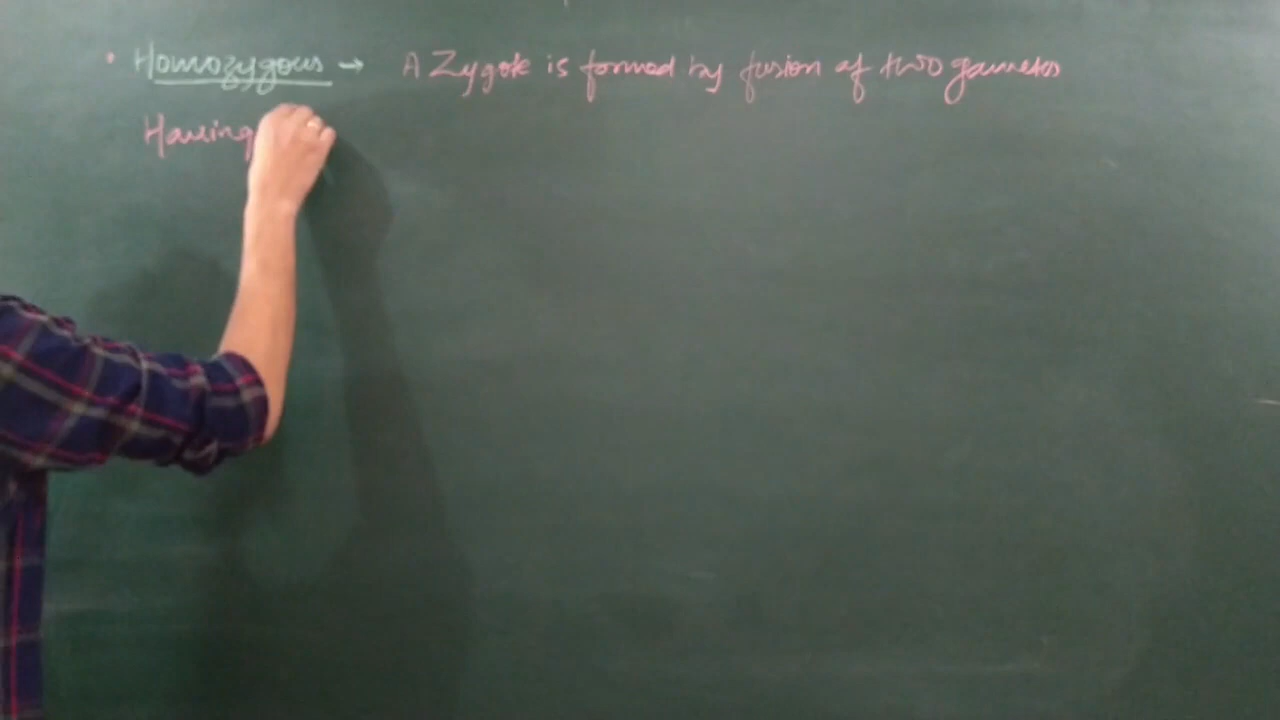 • Homozygous → A Zygote is formed by fusion of two gametes
Having